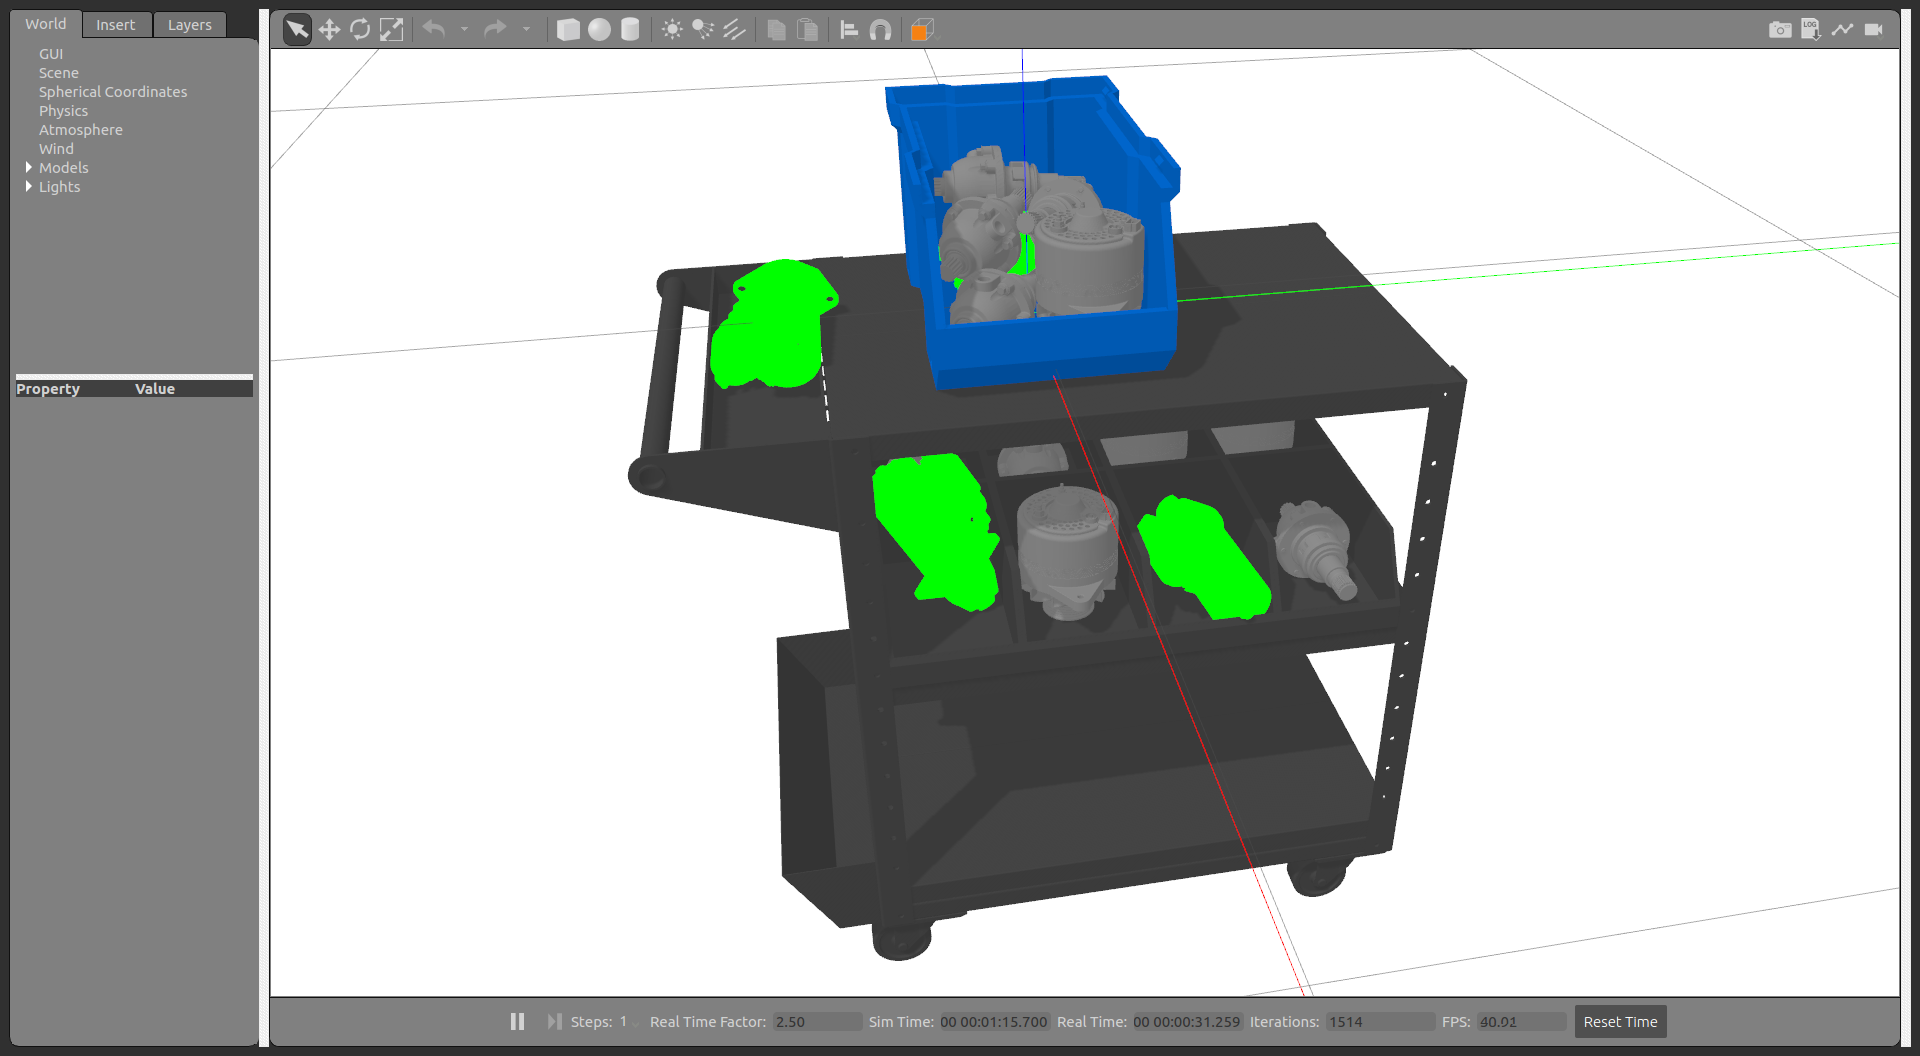 World Insert Layers
LOG
GUI
Scene
Spherical Coordinates
Physics
Atmosphere
Wind
Models
Lights
Property Value
Steps: 1 Real Time Factor: 2.50 Sim Time: 00 00:01:15.700 Real Time: 00 00:00:31.259 Iterations: 1514 FPS: 40.92 Reset Time